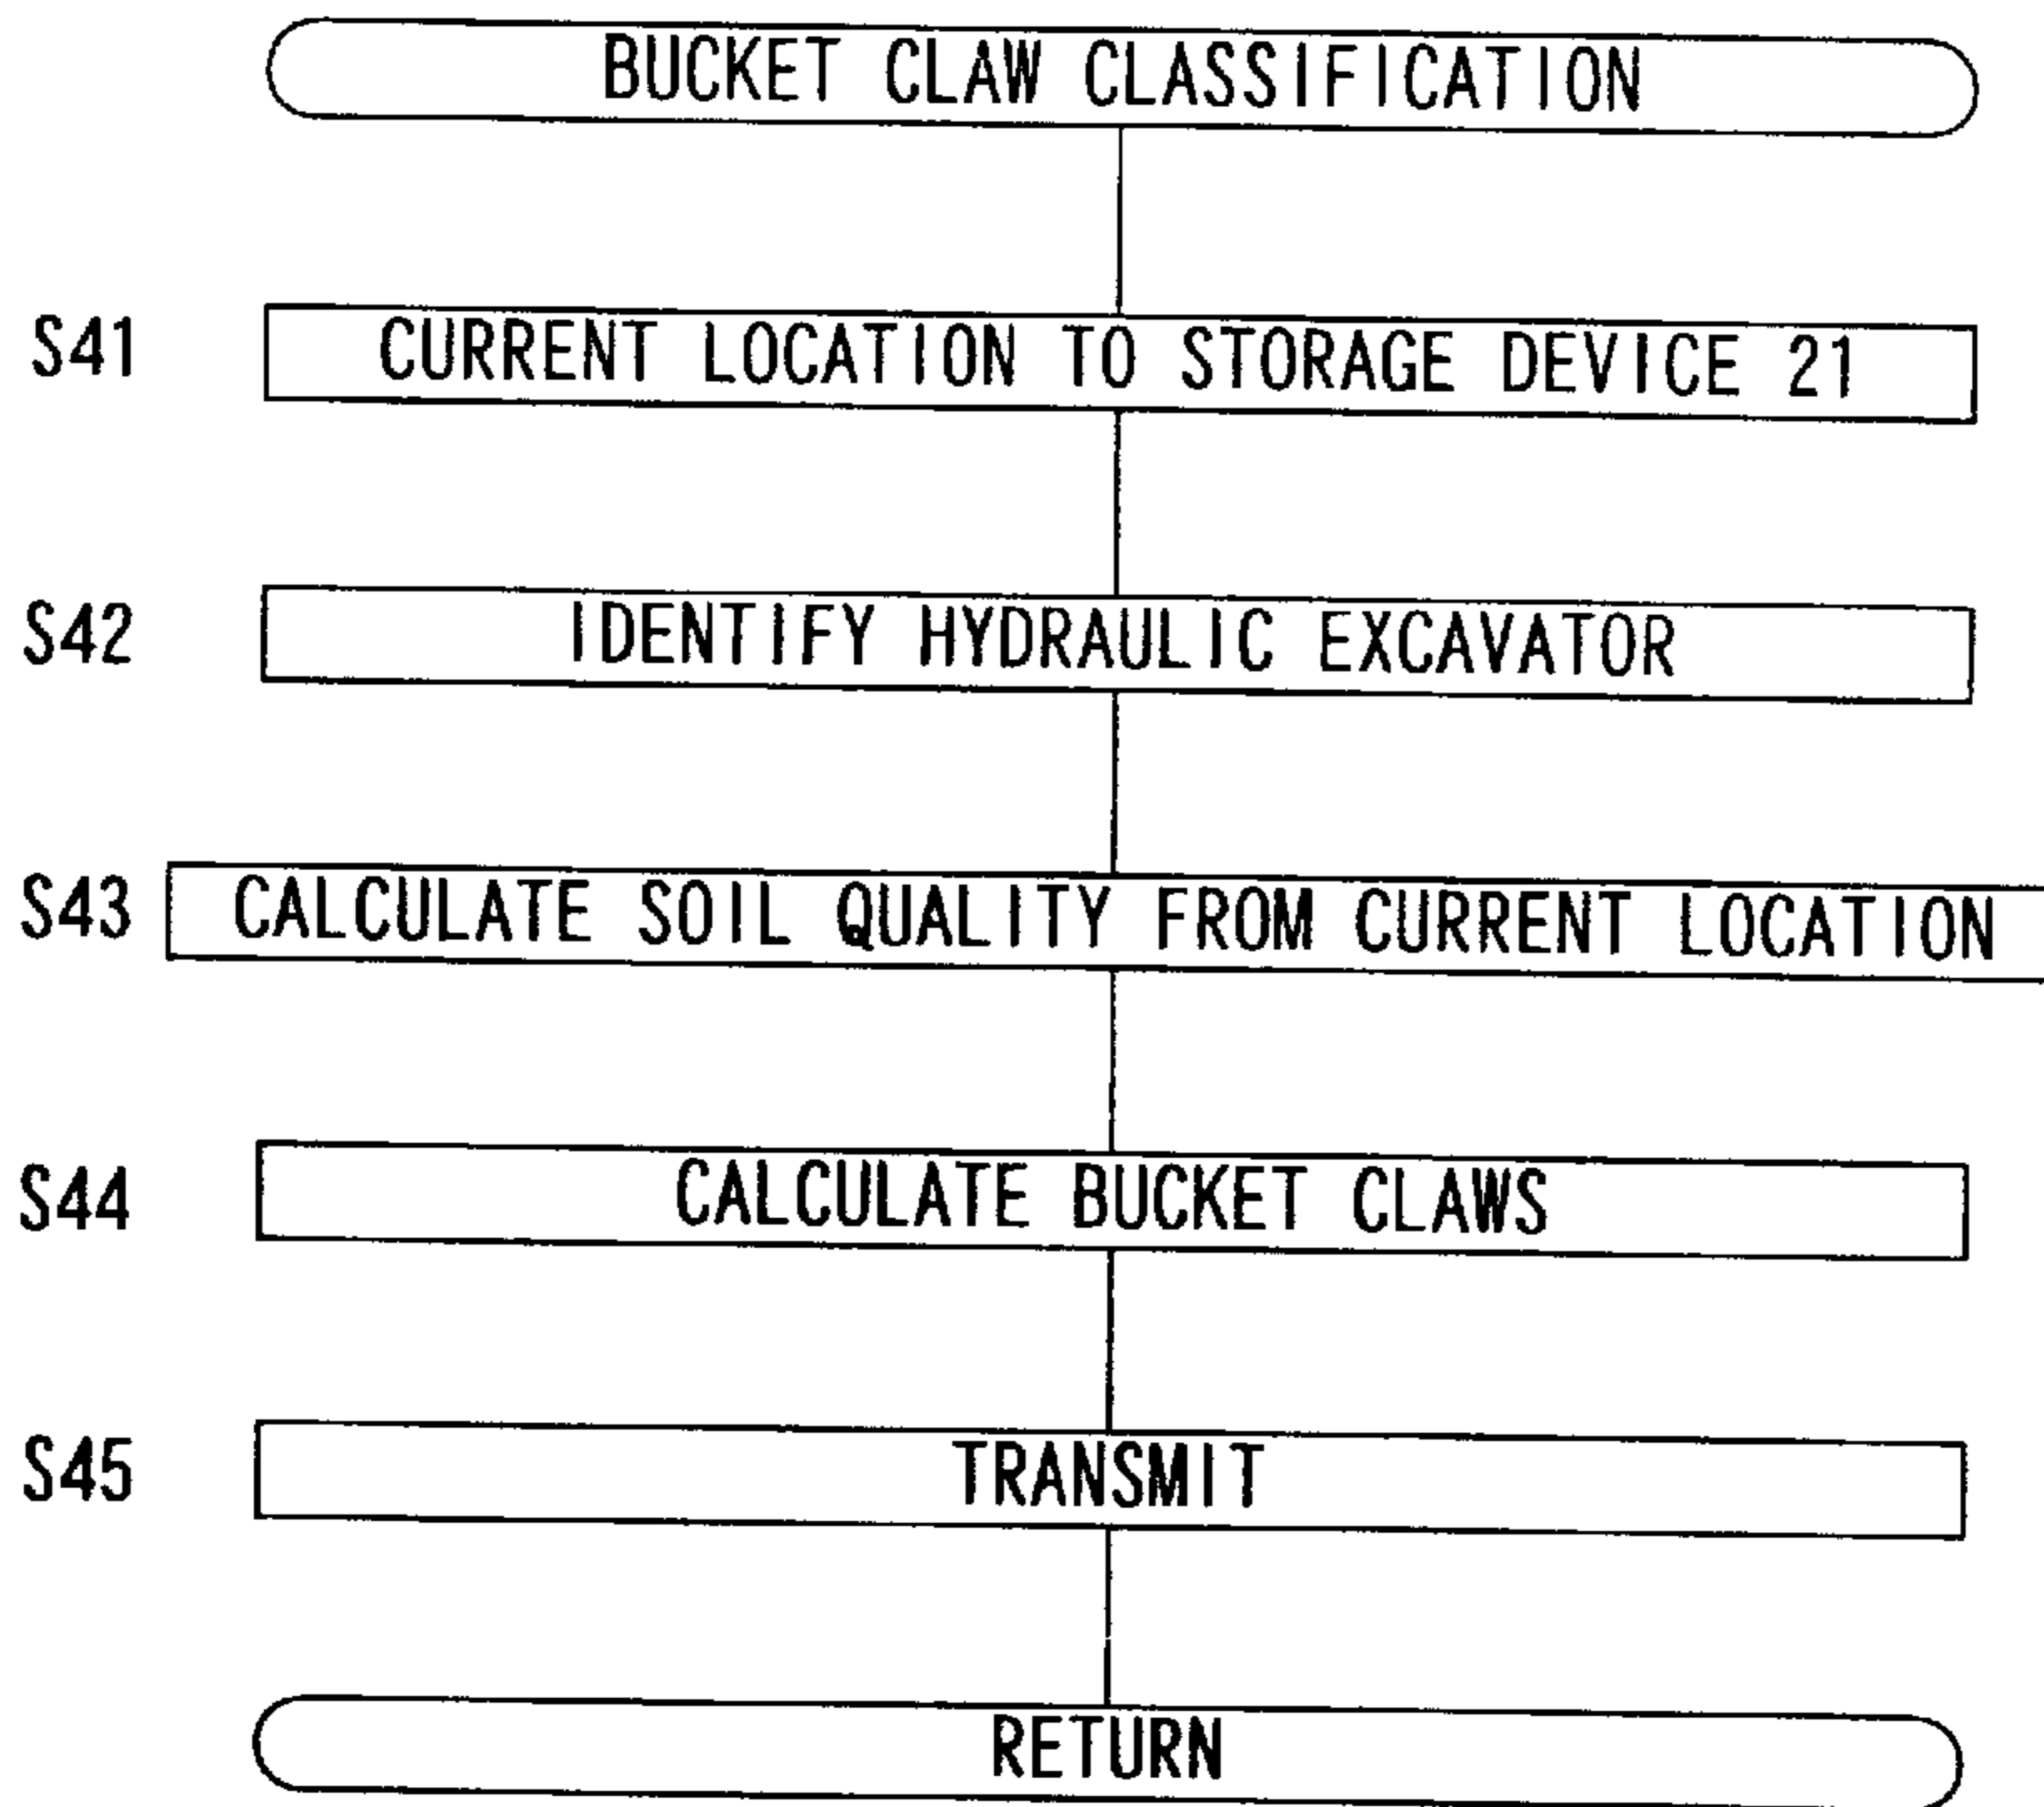 BUCKET CLAW CLASSIFICATION
S41 CURRENT LOCATION TO STORAGE DEVICE 21
S42 IDENTIFY HYDRAULIC EXCAVATOR
S43 CALCULATE SOIL QUALITY FROM CURRENT LOCATION
S44 CALCULATE BUCKET CLAWS
S45 TRANSMIT
RETURN